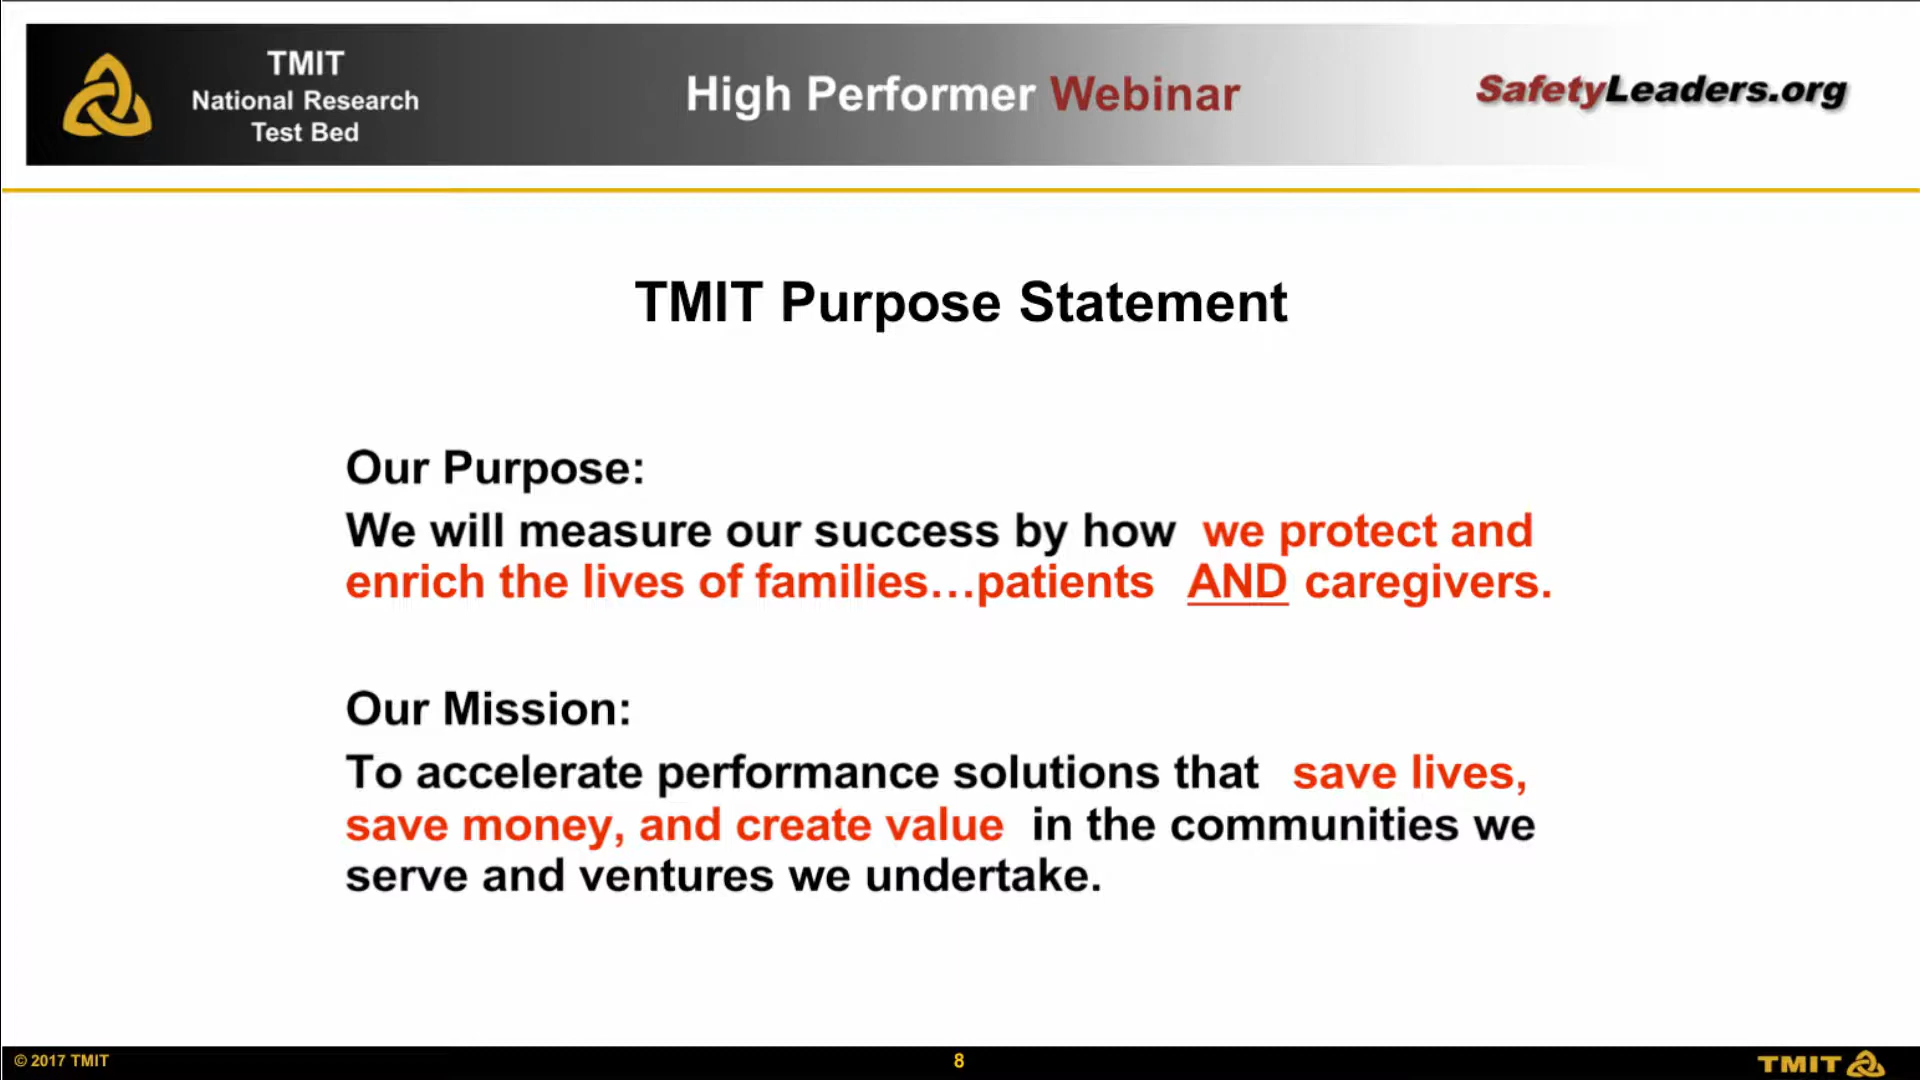 TMIT
National Research
Test Bed
High Performer Webinar
SafetyLeaders.org
TMIT Purpose Statement
Our Purpose:
We will measure our success by how we protect and
enrich the lives of families…patients AND caregivers.
Our Mission:
To accelerate performance solutions that save lives,
save money, and create value in the communities we
serve and ventures we undertake.
© 2017 TMIT
8
TMIT